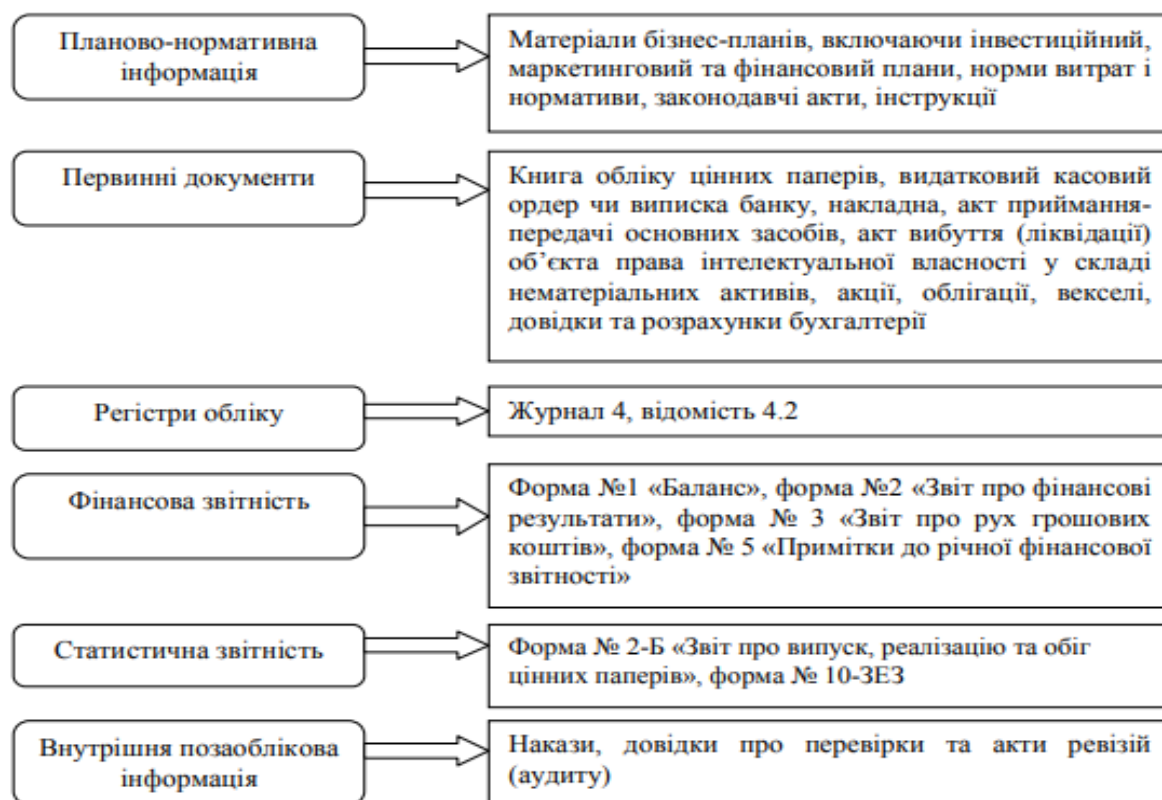 Планово-нормативна
інформація
Матеріали бізнес-планів, включаючи інвестиційний,
маркетинговий та фінансовий плани, норми витрат і
нормативи, законодавчі акти, інструкції
Первинні документи
Книга обліку цінних паперів, видатковий касовий
ордер чи виписка банку, накладна, акт приймання-
передачі основних засобів, акт вибуття (ліквідації)
об’єкта права інтелектуальної власності у складі
нематеріальних активів, акції, облігації, векселі,
довідки та розрахунки бухгалтерії
Регістри обліку
Журнал 4, відомість 4.2
Фінансова звітність
Форма №1 «Баланс», форма №2 «Звіт про фінансові
результати», форма № 3 «Звіт про рух грошових
коштів», форма № 5 «Примітки до річної фінансової
звітності»
Статистична звітність
Форма № 2-Б «Звіт про випуск, реалізацію та обіг
цінних паперів», форма № 10-ЗЕЗ
Внутрішня позаоблікова
інформація
Накази, довідки про перевірки та акти ревізій
(аудиту)